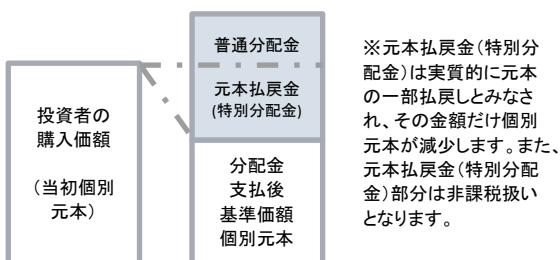 投資者の
購入価額
（当初個別
元本）
普通分配金
元本払戻金
(特別分配金)
分配金
支払後
基準価額
個別元本
※元本払戻金（特別分
配金）は実質的に元本
の一部払戻しとみなさ
れ、その金額だけ個別
元本が減少します。また、
元本払戻金（特別分配
金）部分は非課税扱い
となります。